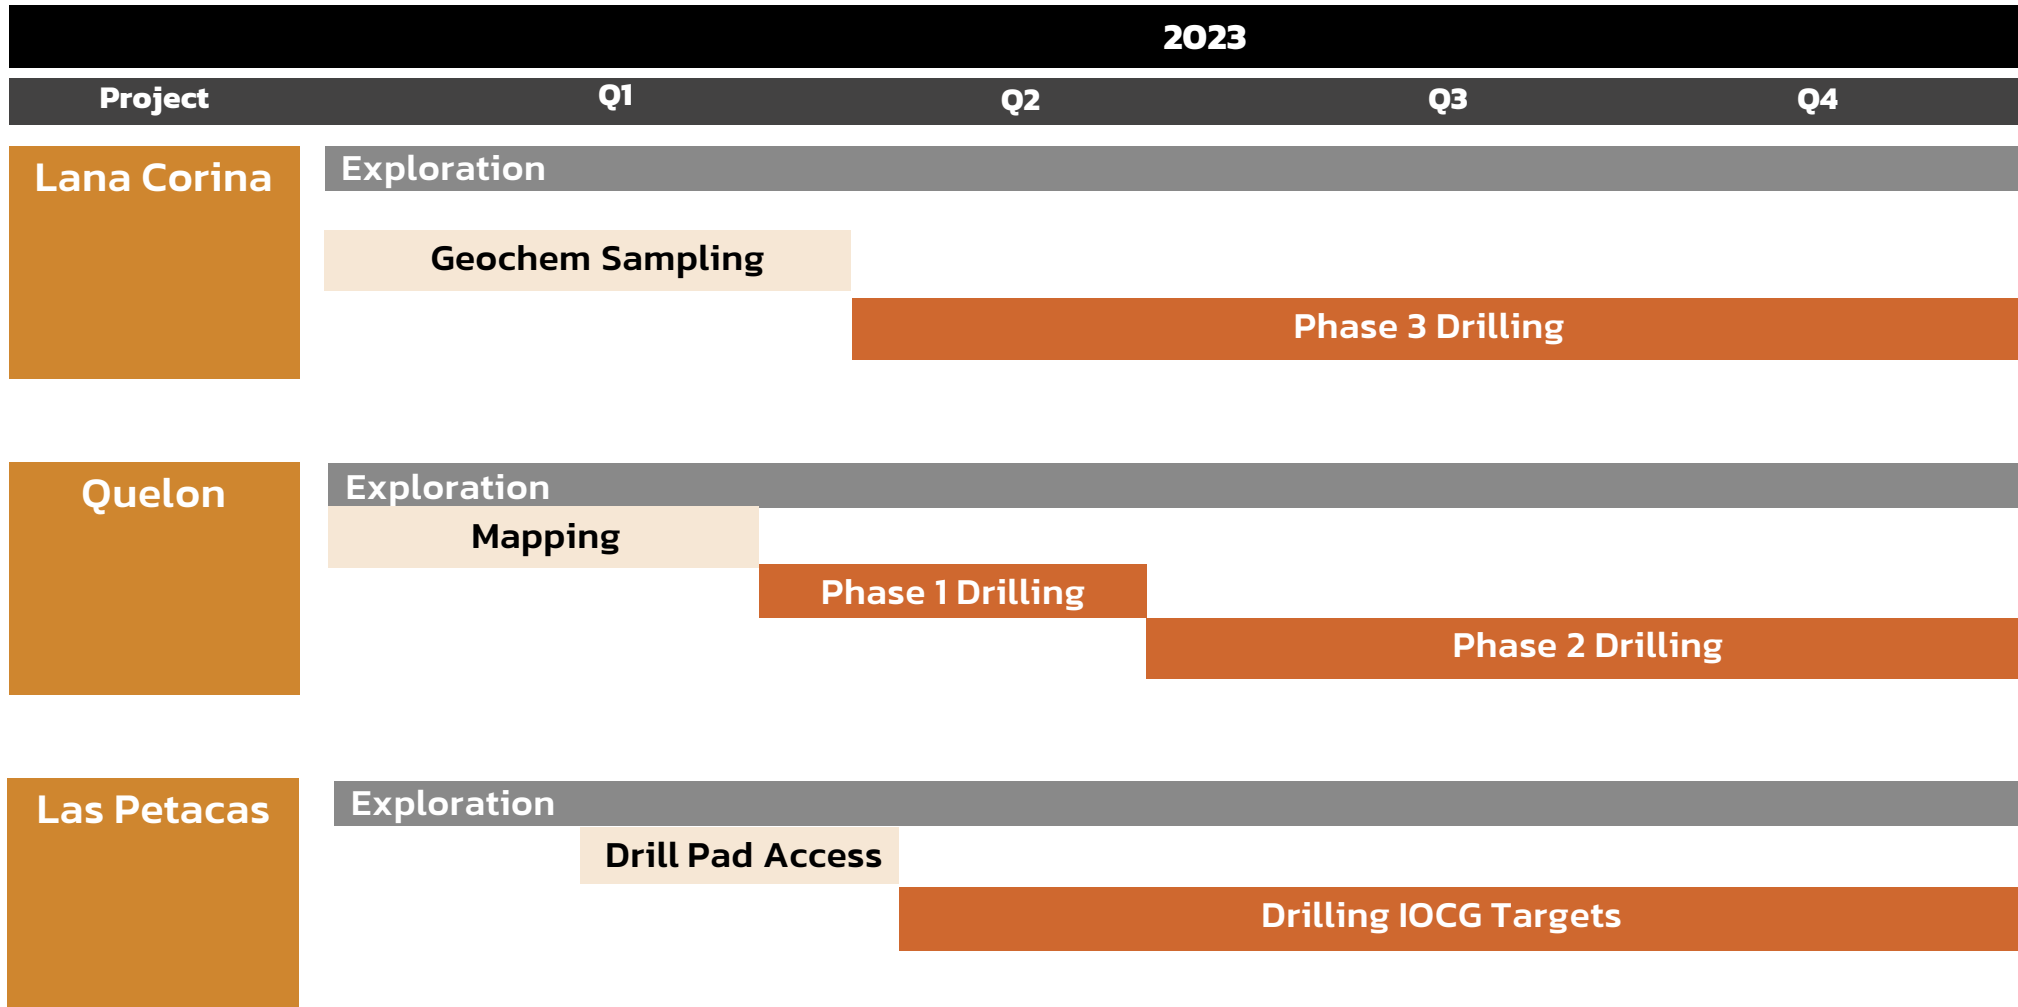 2023
Project Q1 Q2 Q3 Q4
Lana Corina
Exploration
Geochem Sampling
Phase 3 Drilling
Quelon
Exploration
Mapping
Phase 1 Drilling
Phase 2 Drilling
Las Petacas
Exploration
Drill Pad Access
Drilling IOCG Targets